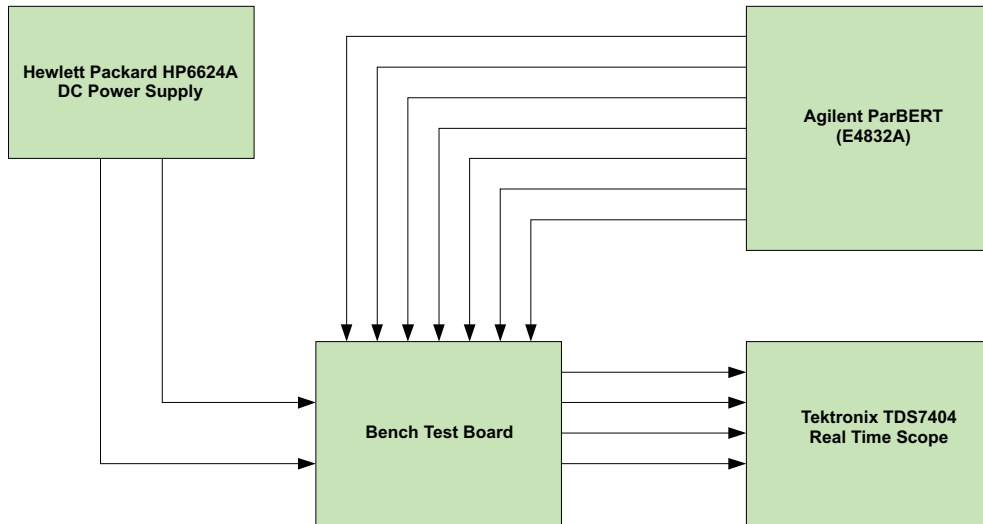 Hewlett Packard HP6624A
DC Power Supply
Agilent ParBERT
(E4832A)
Bench Test Board
Tektronix TDS7404
Real Time Scope